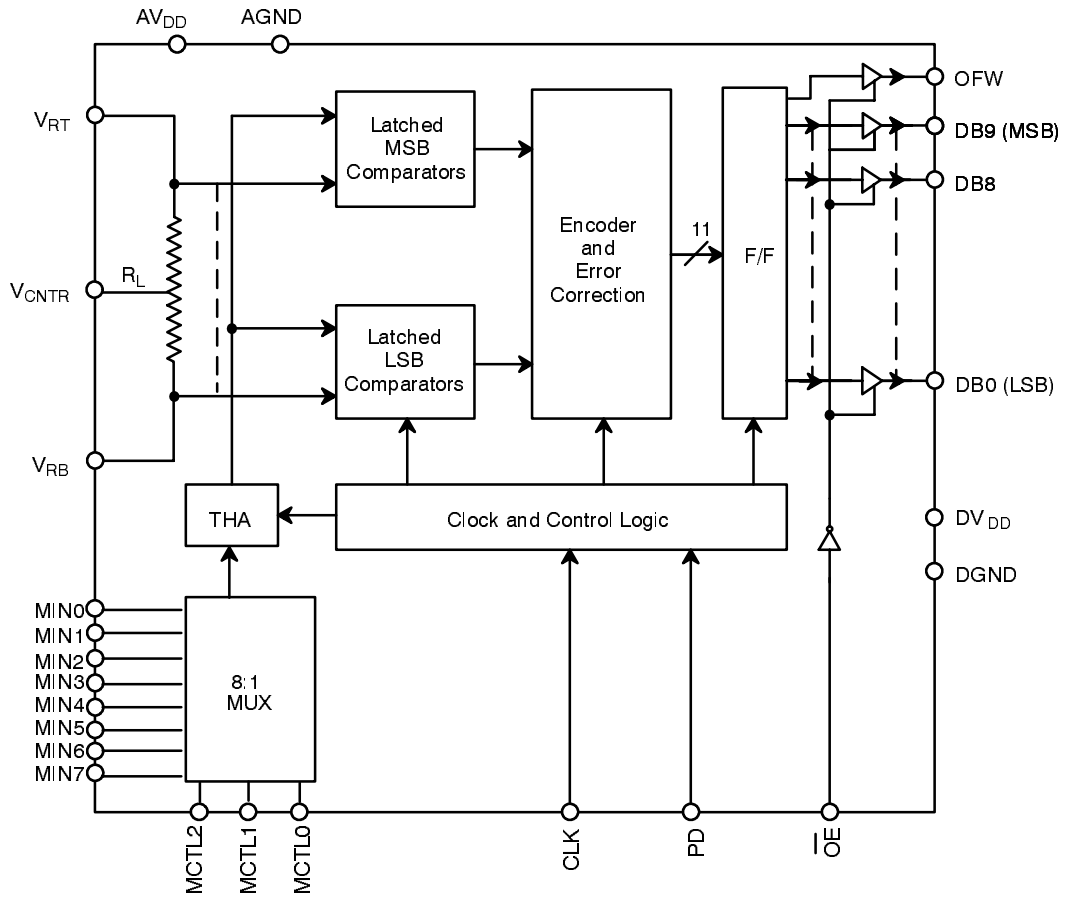 AVDD
AGND
VRT
VCNTR
VRB
RL
Latched
MSB
Comparators
Latched
LSB
Comparators
Encoder
and
Error
Correction
11
F/F
OFW
DB9 (MSB)
DB8
DB0 (LSB)
DVDD
DGND
THA
Clock and Control Logic
MIN0
MIN1
MIN2
MIN3
MIN4
MIN5
MIN6
MIN7
8:1
MUX
MCTL2
MCTL1
MCTL0
CLK
PD
O̅E̅